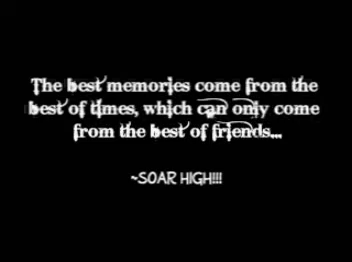 The best memories come from the
best of times, which can only come
from the best of friends...
~SOAR HIGH!!!